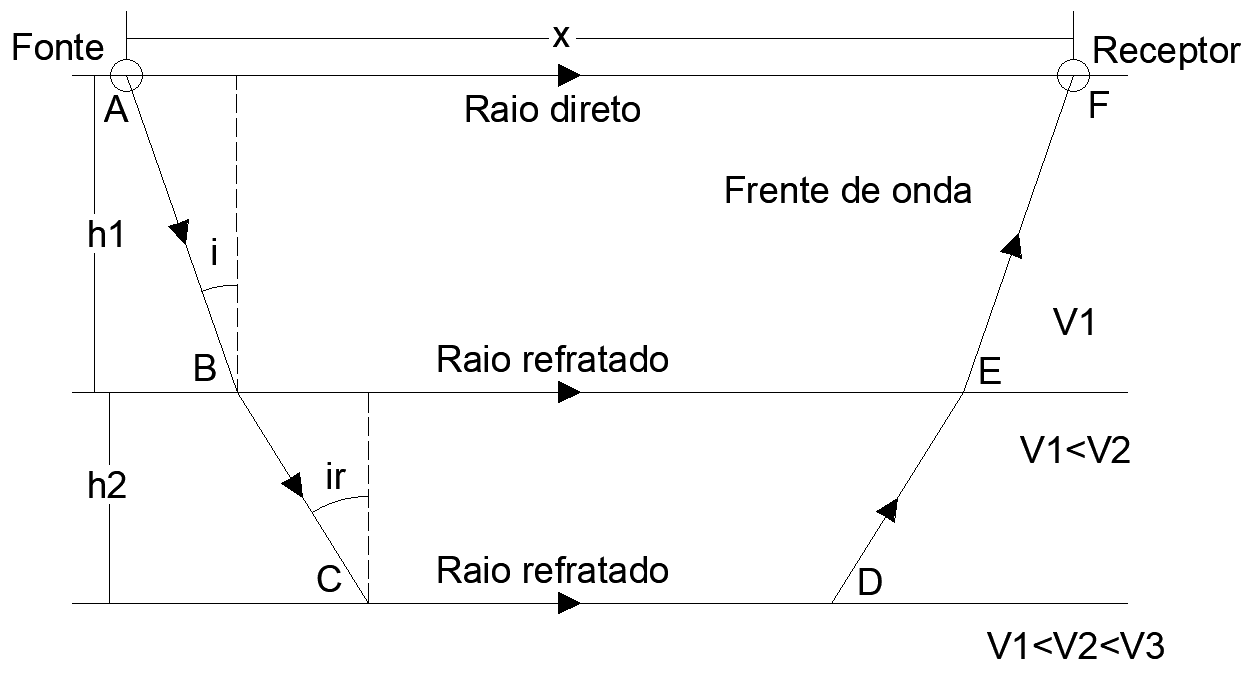 x
Fonte
Receptor
A
Raio direto
F
Frente de onda
h1
i
V1
B
Raio refratado
E
V1<V2
h2
ir
C
Raio refratado
D
V1<V2<V3